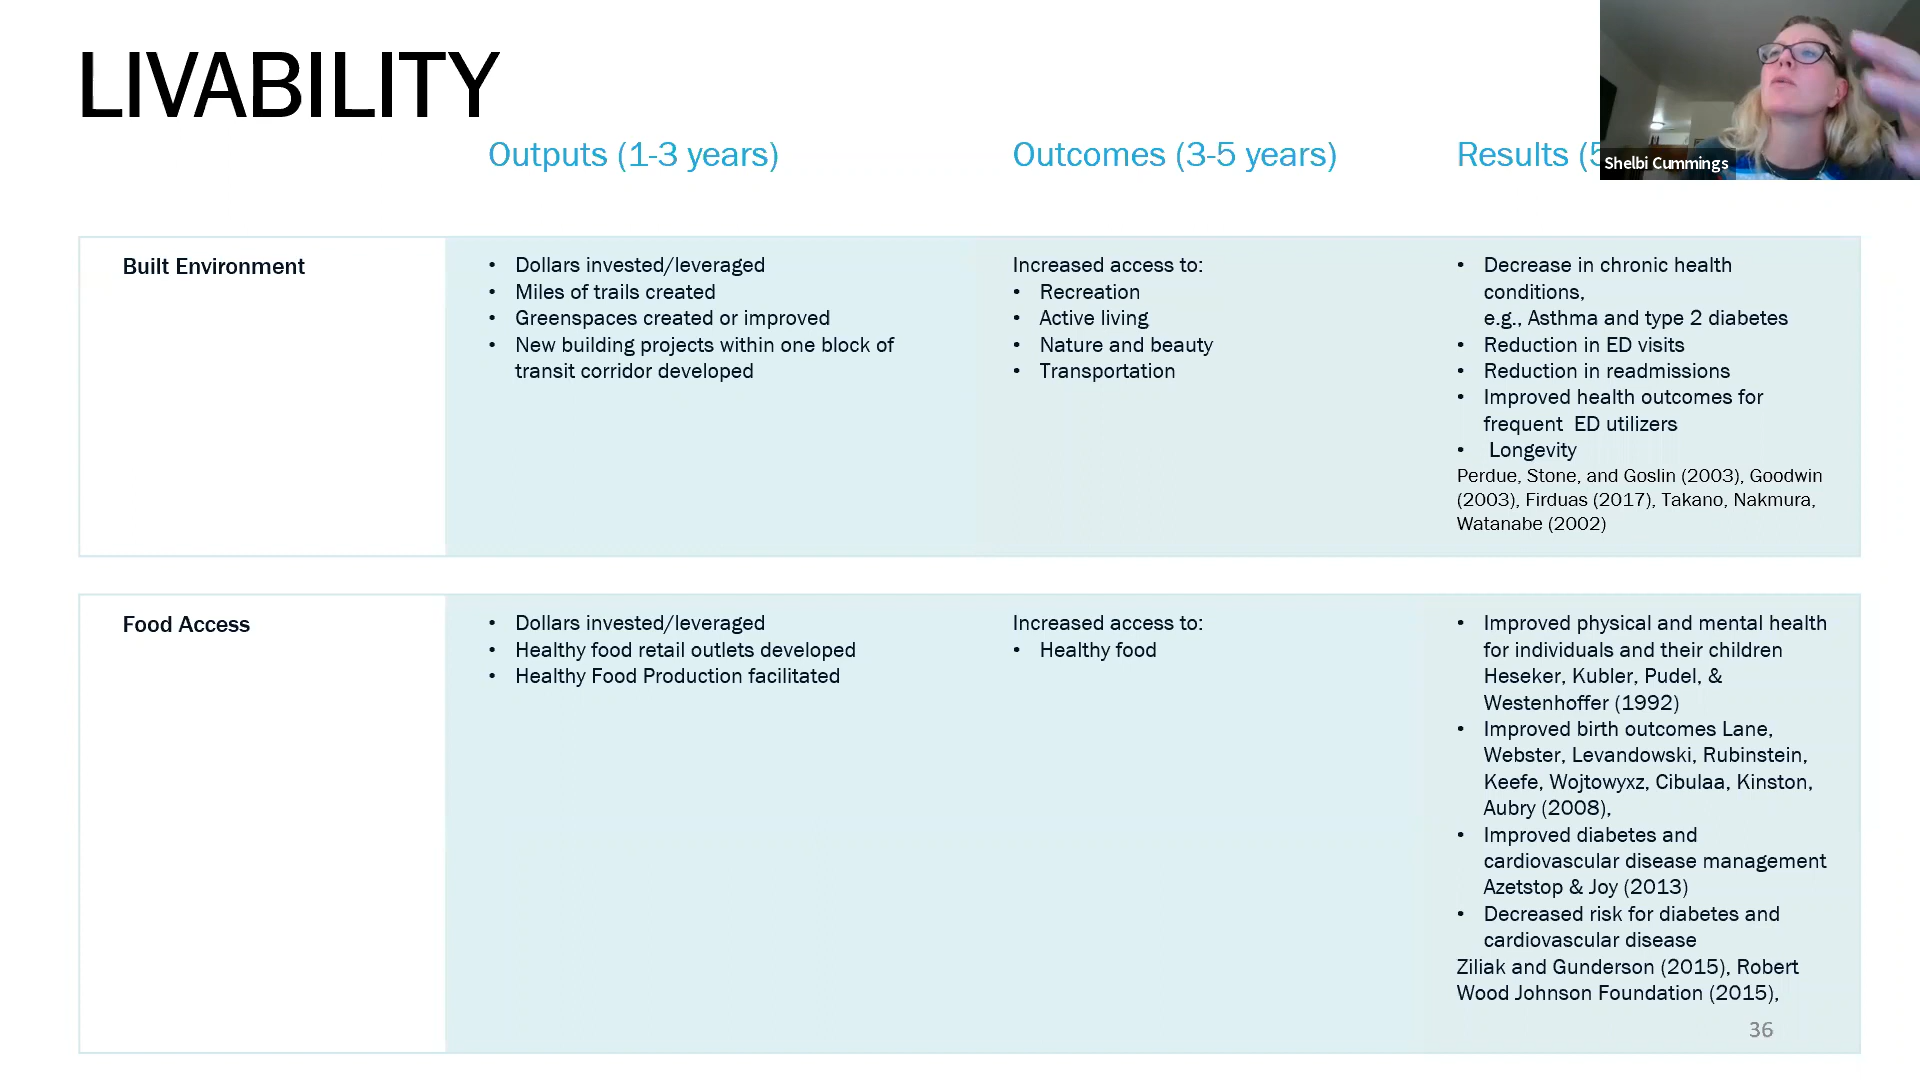 LIVABILITY
Outputs (1-3 years)
Outcomes (3-5 years)
Results (5
Shelbi Cummings
Built Environment
• Dollars invested/leveraged
• Miles of trails created
• Greenspaces created or improved
• New building projects within one block of
transit corridor developed
Increased access to:
• Recreation
• Active living
• Nature and beauty
• Transportation
• Decrease in chronic health
conditions,
e.g., Asthma and type 2 diabetes
• Reduction in ED visits
• Reduction in readmissions
• Improved health outcomes for
frequent  ED utilizers
• Longevity
Perdue, Stone, and Goslin (2003), Goodwin
(2003), Firduas (2017), Takano, Nakmura,
Watanabe (2002)
Food Access
• Dollars invested/leveraged
• Healthy food retail outlets developed
• Healthy Food Production facilitated
Increased access to:
• Healthy food
• Improved physical and mental health
for individuals and their children
Heseker, Kubler, Pudel, &
Westenhoffer (1992)
• Improved birth outcomes Lane,
Webster, Levandowski, Rubinstein,
Keefe, Wojtowyxz, Cibulaa, Kinston,
Aubry (2008),
• Improved diabetes and
cardiovascular disease management
Azetstop & Joy (2013)
• Decreased risk for diabetes and
cardiovascular disease
Ziliak and Gunderson (2015), Robert
Wood Johnson Foundation (2015),
36